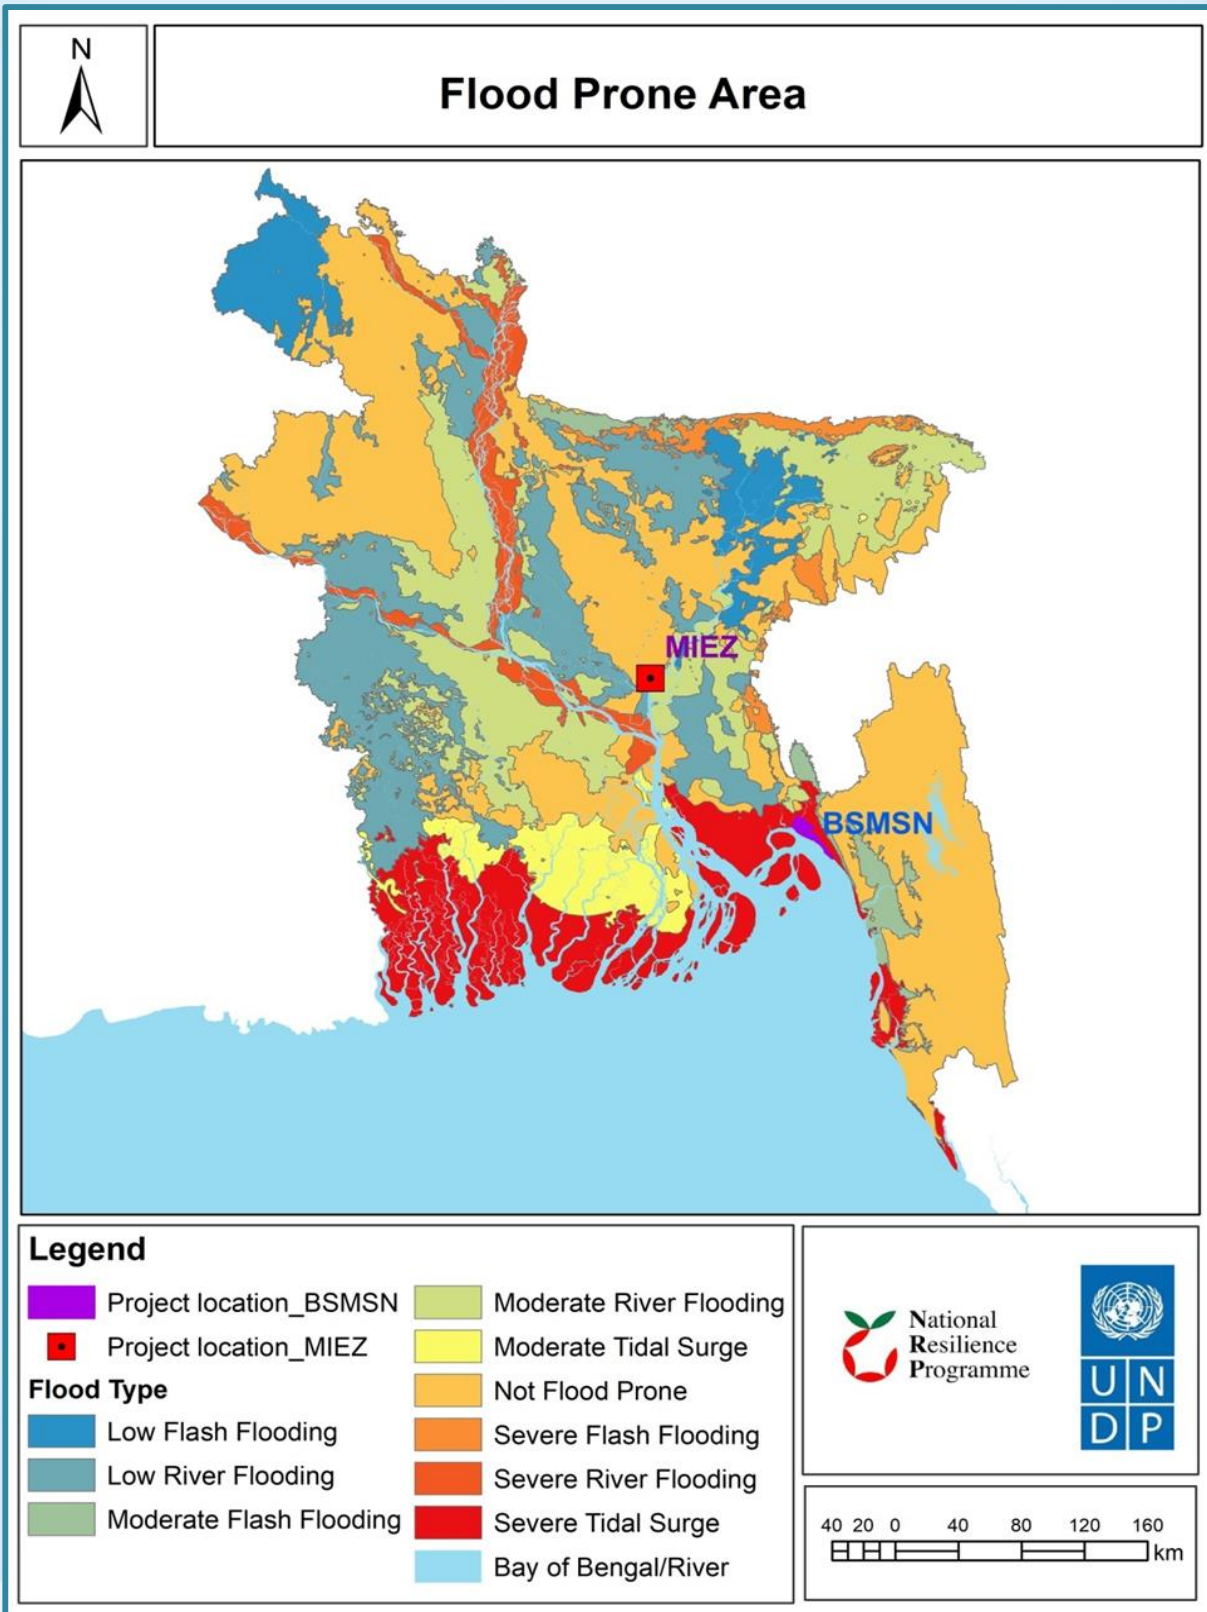 N
Flood Prone Area
MIEZ
BSMSN
Legend
Project location_BSMSN
Project location_MIEZ
Flood Type
Low Flash Flooding
Low River Flooding
Moderate Flash Flooding
Moderate River Flooding
Moderate Tidal Surge
Not Flood Prone
Severe Flash Flooding
Severe River Flooding
Severe Tidal Surge
Bay of Bengal/River
National
Resilience
Programme
U N
D P
40 20 0 40 80 120 160
km